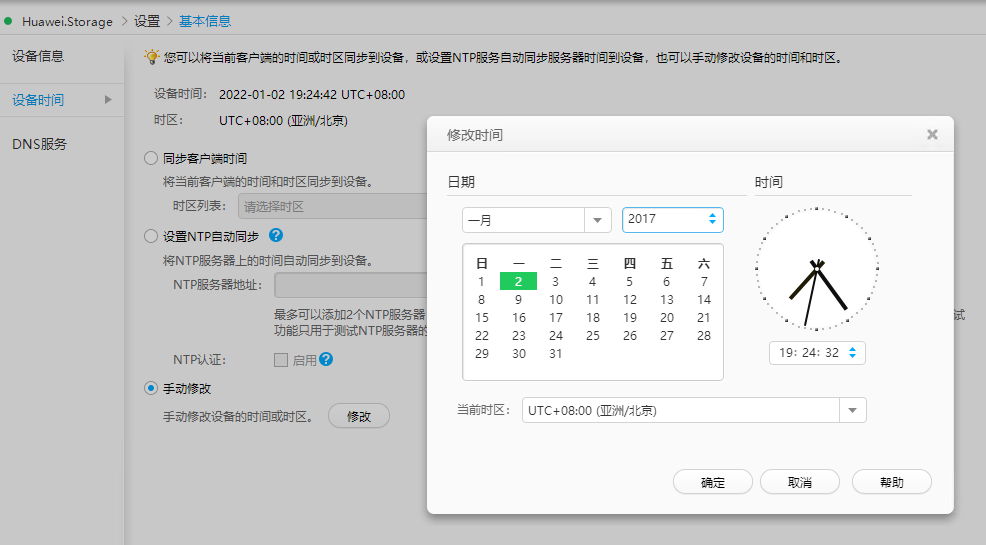 Huawei.Storage > 设置 > 基本信息
设备信息
设备时间
DNS服务
您可以将当前客户端的时间或时区同步到设备，或设置NTP服务自动同步服务器时间到设备，也可以手动修改设备的时间和时区。
设备时间： 2022-01-02 19:24:42 UTC+08:00
时区： UTC+08:00 (亚洲/北京)
同步客户端时间
将当前客户端的时间和时区同步到设备。
时区列表： 请选择时区
设置NTP自动同步 ?
将NTP服务器上的时间自动同步到设备。
NTP服务器地址：
最多可以添加2个NTP服务器
试
功能只用于测试NTP服务器的
NTP认证： 启用 ?
手动修改
手动修改设备的时间或时区。 修改
修改时间
日期 时间
一月 2017
日 一 二 三 四 五 六
1 2 3 4 5 6 7
8 9 10 11 12 13 14
15 16 17 18 19 20 21
22 23 24 25 26 27 28
29 30 31
19: 24: 32
当前时区： UTC+08:00 (亚洲/北京)
确定 取消 帮助